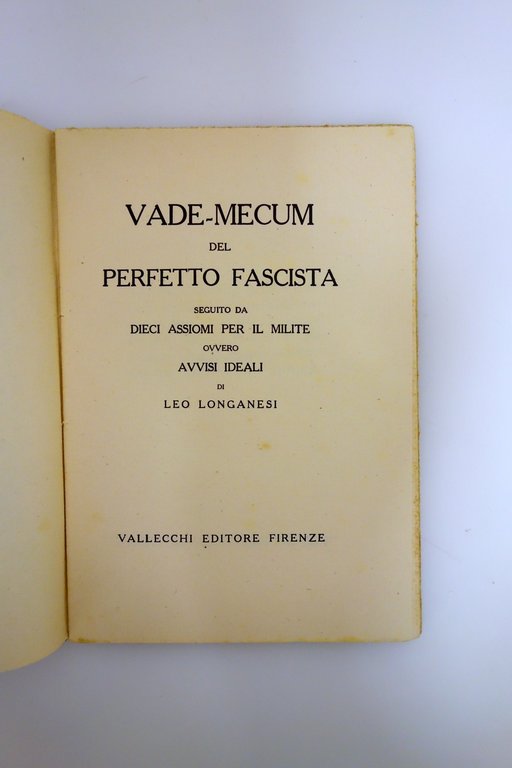 VADE-MECUM
DEL
PERFETTO FASCISTA
SEGUITO DA
DIECI ASSIOMI PER IL MILITE
OVVERO
AVVISI IDEALI
DI
LEO LONGANESI
VALLECCHI EDITORE FIRENZE